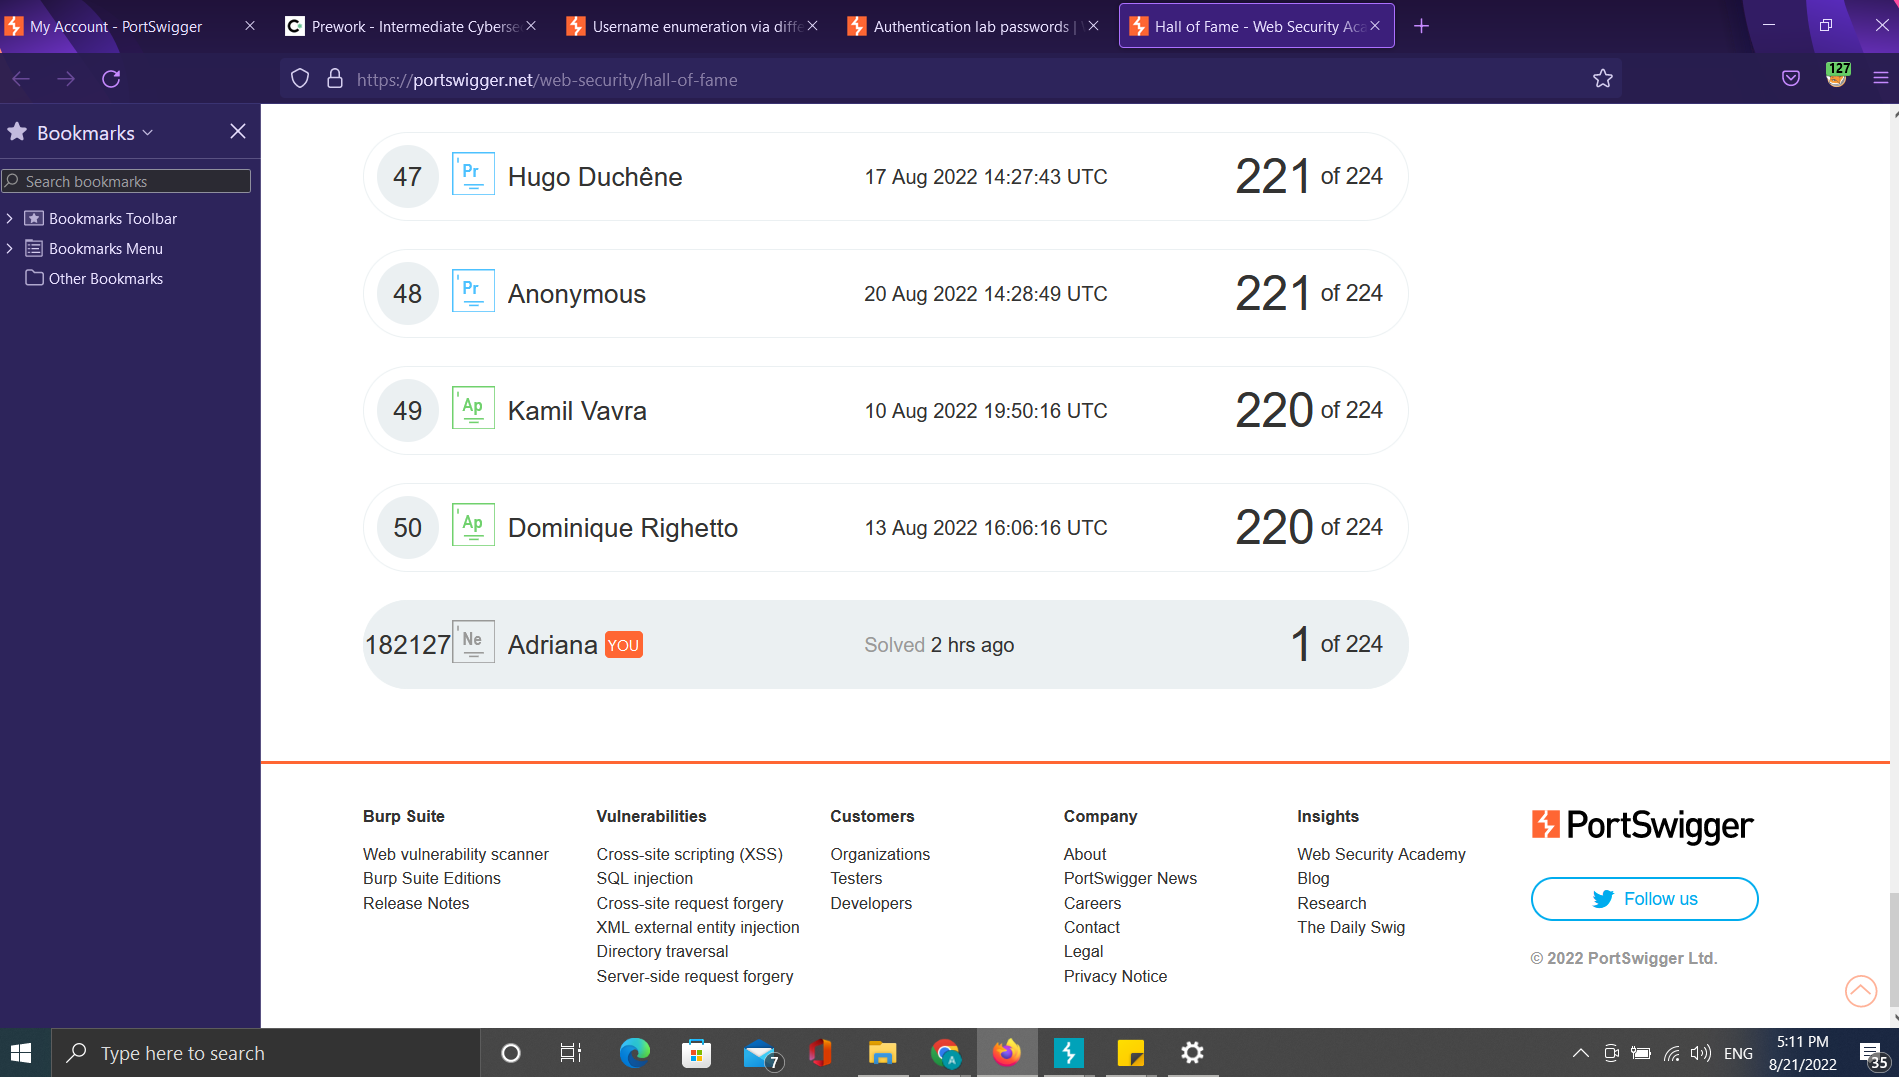 My Account - PortSwigger
Prework - Intermediate Cyberse
Username enumeration via diffe
Authentication lab passwords |
Hall of Fame - Web Security Aca
https://portswigger.net/web-security/hall-of-fame
127
Bookmarks
Search bookmarks
Bookmarks Toolbar
Bookmarks Menu
Other Bookmarks
47 Pr Hugo Duchêne 17 Aug 2022 14:27:43 UTC 221 of 224
48 Pr Anonymous 20 Aug 2022 14:28:49 UTC 221 of 224
49 Ap Kamil Vavra 10 Aug 2022 19:50:16 UTC 220 of 224
50 Ap Dominique Righetto 13 Aug 2022 16:06:16 UTC 220 of 224
182127 Ne Adriana YOU Solved 2 hrs ago 1 of 224
Burp Suite
Web vulnerability scanner
Burp Suite Editions
Release Notes
Vulnerabilities
Cross-site scripting (XSS)
SQL injection
Cross-site request forgery
XML external entity injection
Directory traversal
Server-side request forgery
Customers
Organizations
Testers
Developers
Company
About
PortSwigger News
Careers
Contact
Legal
Privacy Notice
Insights
Web Security Academy
Blog
Research
The Daily Swig
PortSwigger
Follow us
© 2022 PortSwigger Ltd.
Type here to search
7
A
ENG
5:11 PM
8/21/2022
35